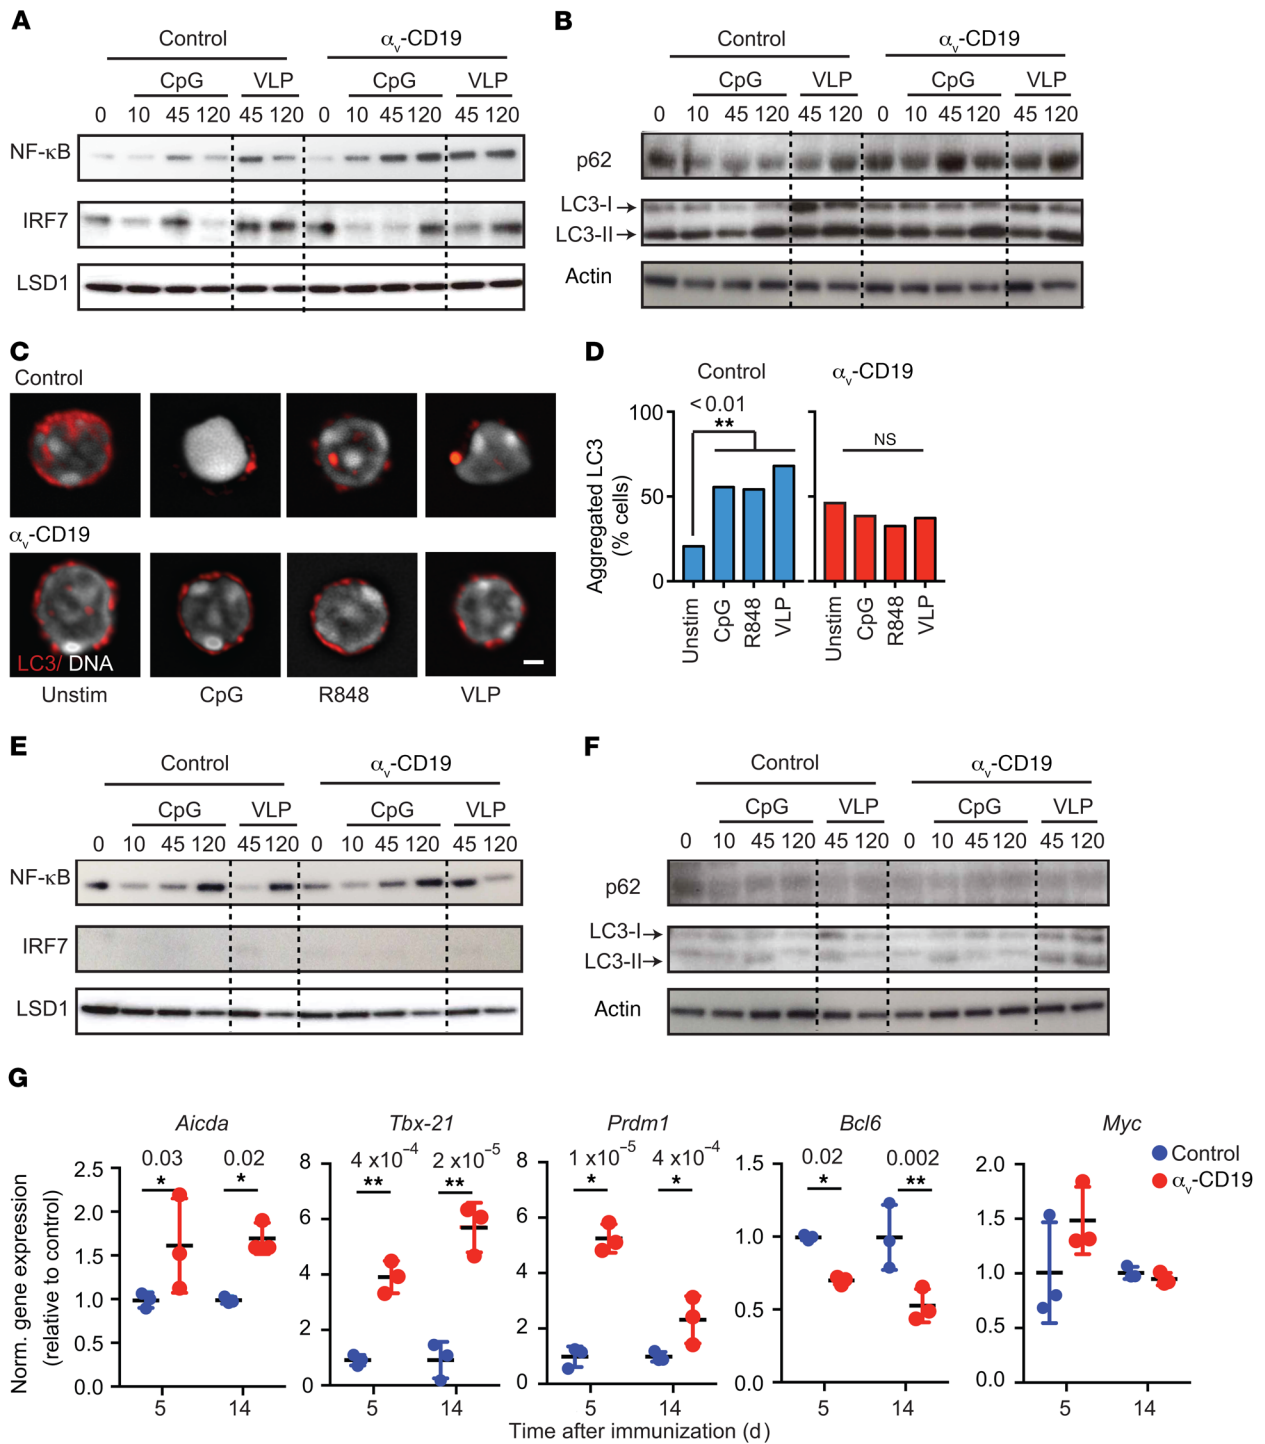 A
Control
αv-CD19
CpG
VLP
CpG
VLP
0 10 45 120 45 120 0 10 45 120 45 120
NF-κB
IRF7
LSD1
B
Control
αv-CD19
CpG
VLP
CpG
VLP
0 10 45 120 45 120 0 10 45 120 45 120
p62
LC3-I
LC3-II
Actin
C
Control
αv-CD19
LC3/ DNA
Unstim CpG R848 VLP
D
Control
αv-CD19
< 0.01
**
NS
100
50
0
Aggregated LC3
(% cells)
Unstim CpG R848 VLP
Unstim CpG R848 VLP
E
Control
αv-CD19
CpG
VLP
CpG
VLP
0 10 45 120 45 120 0 10 45 120 45 120
NF-κB
IRF7
LSD1
F
Control
αv-CD19
CpG
VLP
CpG
VLP
0 10 45 120 45 120 0 10 45 120 45 120
p62
LC3-I
LC3-II
Actin
G
Norm. gene expression
(relative to control)
Aicda
0.03
*
0.02
*
2.5
2.0
1.5
1.0
0.5
0.0
5 14
Tbx-21
4 x10⁻⁴
**
2 x10⁻⁵
**
8
6
4
2
0
5 14
Prdm1
1 x10⁻⁵
*
4 x10⁻⁴
*
8
6
4
2
0
5 14
Bcl6
0.02
*
0.002
**
1.5
1.0
0.5
0.0
5 14
Myc
2.0
1.5
1.0
0.5
0.0
5 14
Control
αv-CD19
Time after immunization (d)